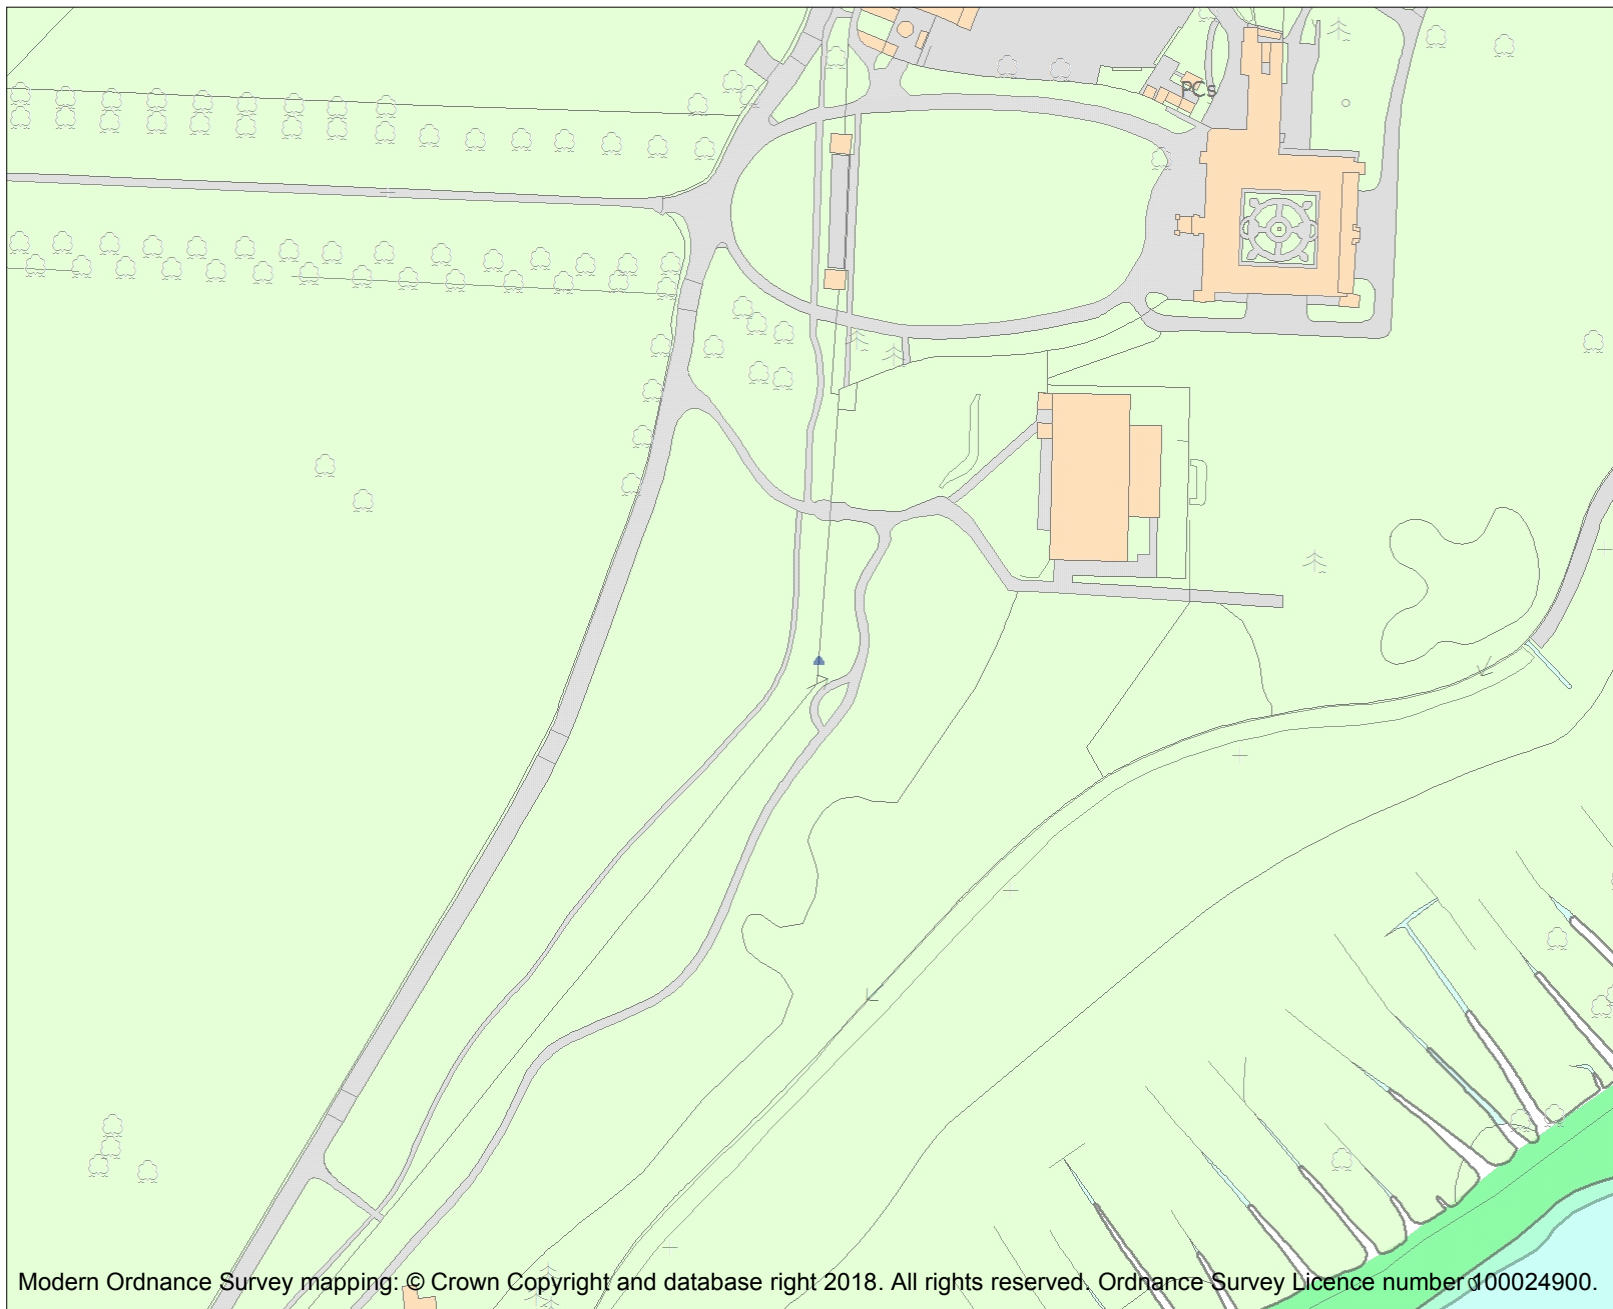 PCs
Modern Ordnance Survey mapping: © Crown Copyright and database right 2018. All rights reserved. Ordnance Survey Licence number 100024900.